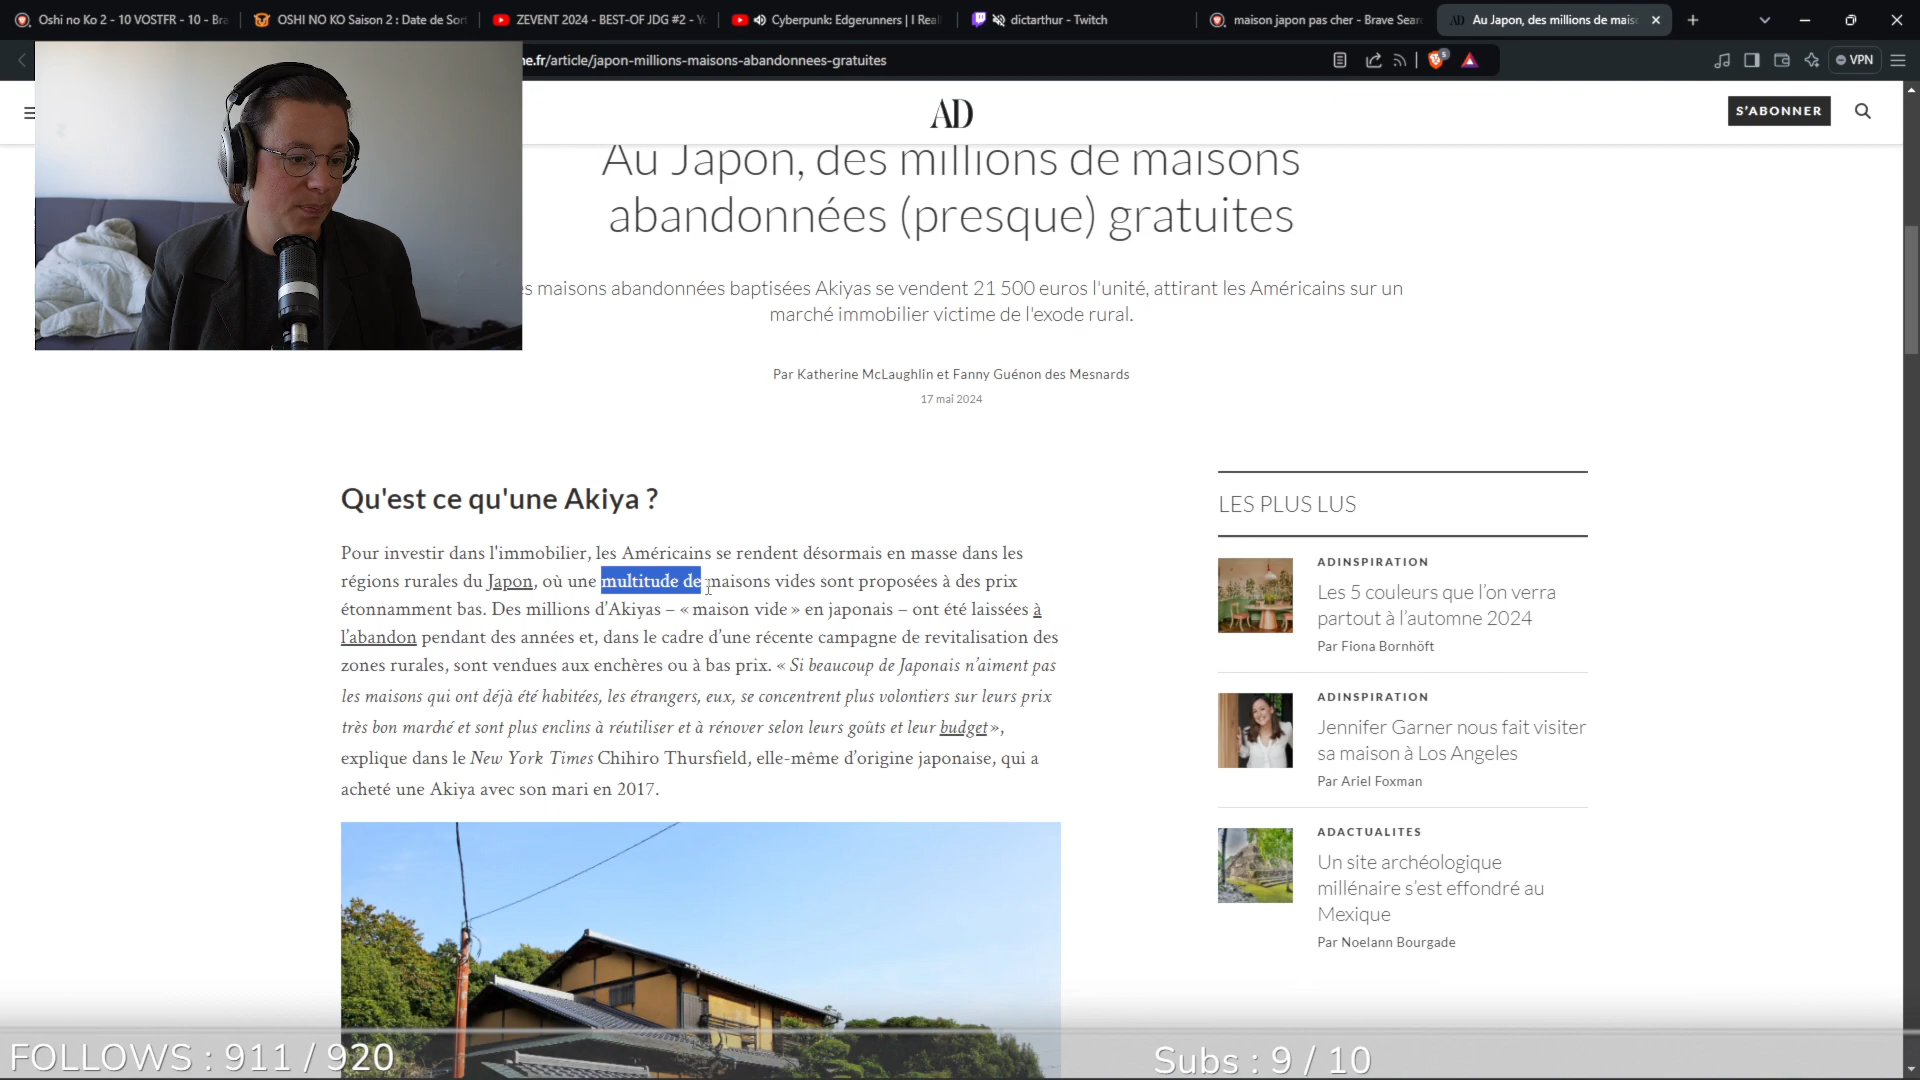 Oshi no Ko 2 - 10 VOSTFR - 10 - Bra
OSHI NO KO Saison 2 : Date de Sor
ZEVENT 2024 - BEST-OF JDG #2 - Yo
Cyberpunk: Edgerunners | I Real
dictarthur - Twitch
maison japon pas cher - Brave Sear
Au Japon, des millions de mais
ne.fr/article/japon-millions-maisons-abandonnees-gratuites
5
VPN
AD
S'ABONNER
Au Japon, des millions de maisons
abandonnées (presque) gratuites
s maisons abandonnées baptisées Akiyas se vendent 21 500 euros l'unité, attirant les Américains sur un
marché immobilier victime de l'exode rural.
Par Katherine McLaughlin et Fanny Guénon des Mesnards
17 mai 2024
Qu'est ce qu'une Akiya ?
Pour investir dans l'immobilier, les Américains se rendent désormais en masse dans les
régions rurales du Japon, où une multitude de maisons vides sont proposées à des prix
étonnamment bas. Des millions d'Akiyas – « maison vide » en japonais – ont été laissées à
l'abandon pendant des années et, dans le cadre d'une récente campagne de revitalisation des
zones rurales, sont vendues aux enchères ou à bas prix. « Si beaucoup de Japonais n'aiment pas
les maisons qui ont déjà été habitées, les étrangers, eux, se concentrent plus volontiers sur leurs prix
très bon marché et sont plus enclins à réutiliser et à rénover selon leurs goûts et leur budget »,
explique dans le New York Times Chihiro Thursfield, elle-même d'origine japonaise, qui a
acheté une Akiya avec son mari en 2017.
LES PLUS LUS
ADINSPIRATION
Les 5 couleurs que l'on verra
partout à l'automne 2024
Par Fiona Bornhöft
ADINSPIRATION
Jennifer Garner nous fait visiter
sa maison à Los Angeles
Par Ariel Foxman
ADACTUALITES
Un site archéologique
millénaire s'est effondré au
Mexique
Par Noelann Bourgade
FOLLOWS : 911 / 920
Subs : 9 / 10